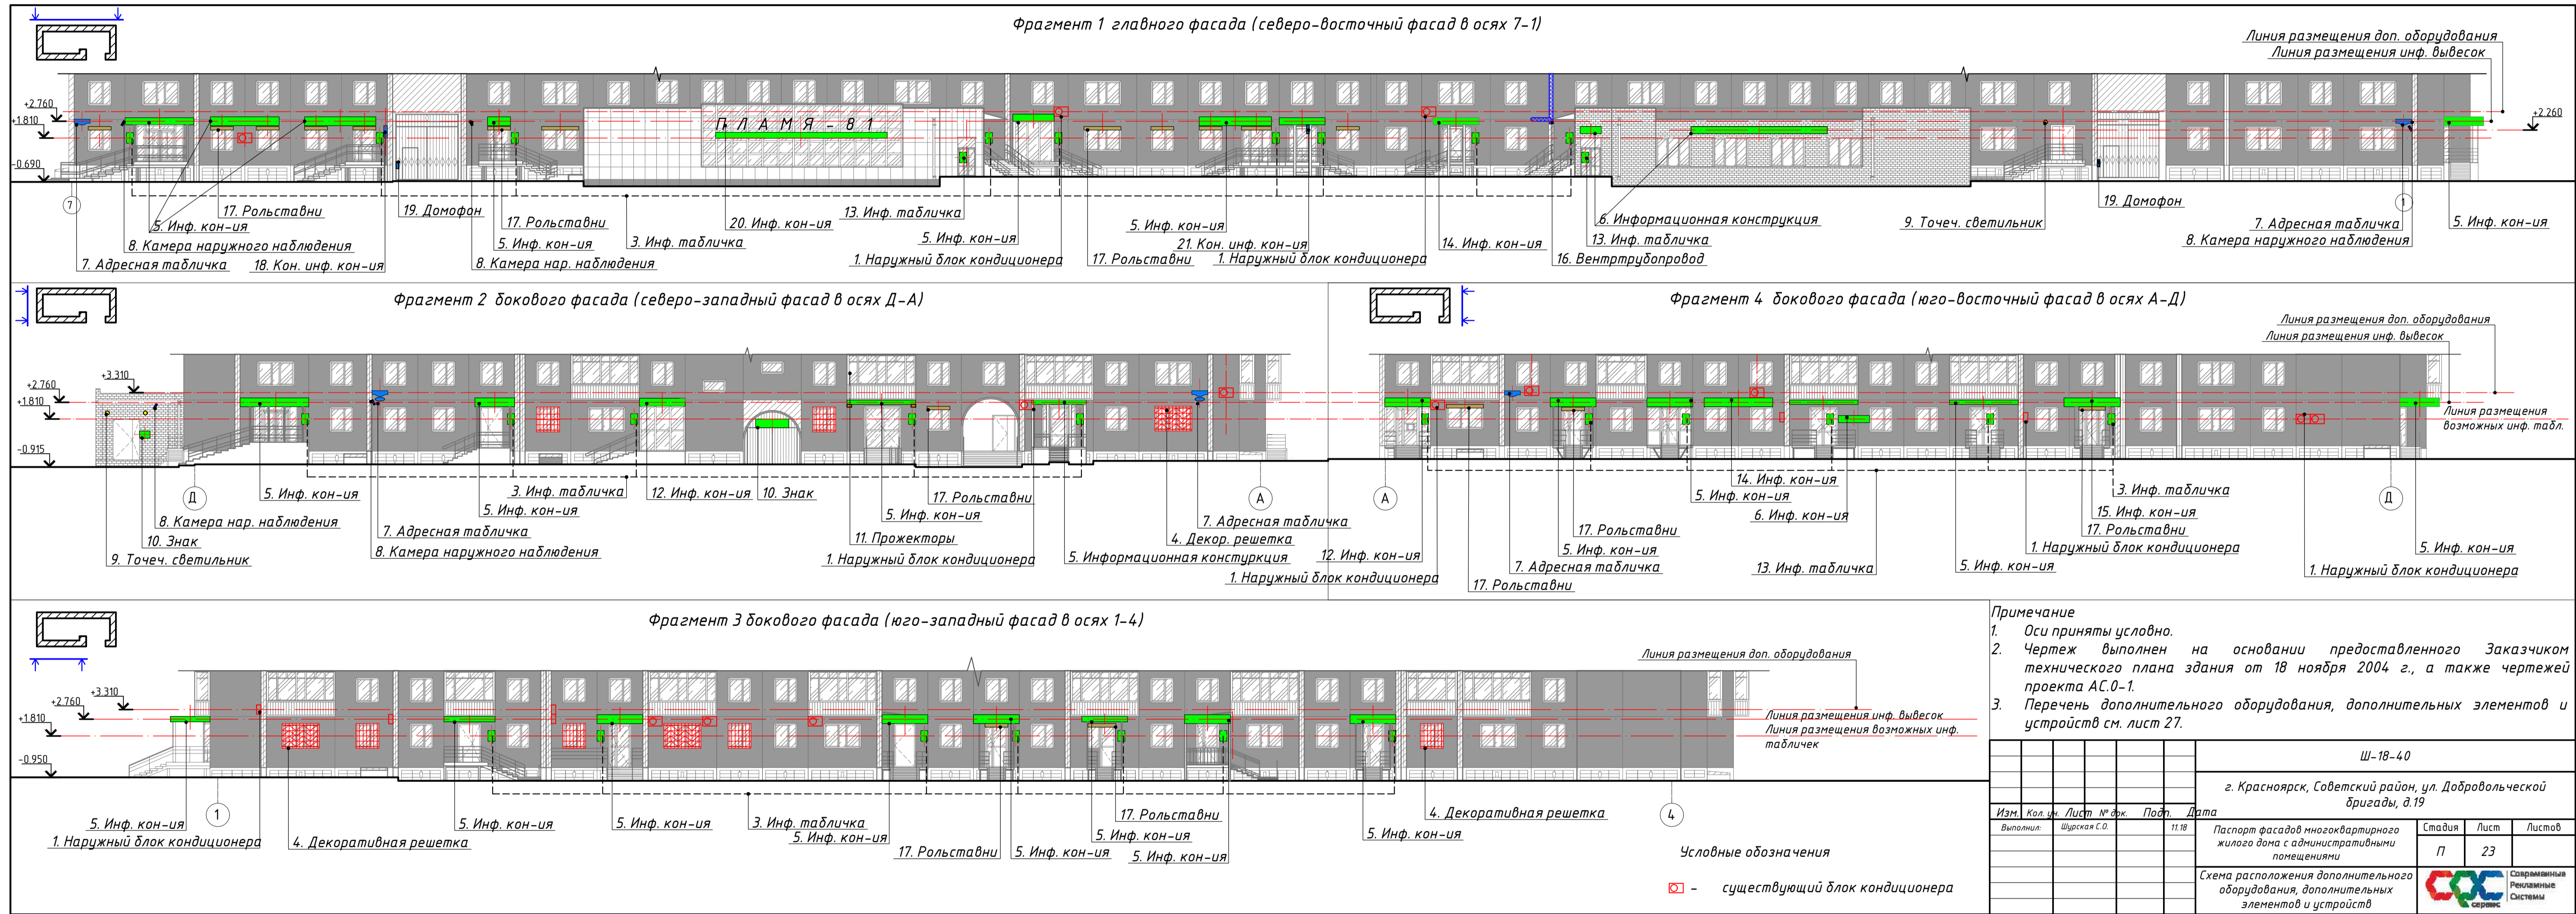 Фрагмент 1 главного фасада (северо-восточный фасад в осях 7-1)
Линия размещения доп. оборудования
Линия размещения инф. вывесок
+2.760
+1.810
-0.690
+2.260
ПЛАМЯ-81
7
1
17. Рольставни
5. Инф. кон-ия
8. Камера наружного наблюдения
7. Адресная табличка
18. Кон. инф. кон-ия
19. Домофон
17. Рольставни
5. Инф. кон-ия
8. Камера нар. наблюдения
3. Инф. табличка
20. Инф. кон-ия
13. Инф. табличка
5. Инф. кон-ия
1. Наружный блок кондиционера
17. Рольставни
5. Инф. кон-ия
21. Кон. инф. кон-ия
1. Наружный блок кондиционера
14. Инф. кон-ия
16. Вентртрубопровод
6. Информационная конструкция
13. Инф. табличка
9. Точеч. светильник
19. Домофон
7. Адресная табличка
8. Камера наружного наблюдения
5. Инф. кон-ия
Фрагмент 2 бокового фасада (северо-западный фасад в осях Д-А)
+3.310
+2.760
+1.810
-0.915
Д
А
5. Инф. кон-ия
8. Камера нар. наблюдения
10. Знак
9. Точеч. светильник
7. Адресная табличка
8. Камера наружного наблюдения
3. Инф. табличка
5. Инф. кон-ия
12. Инф. кон-ия
10. Знак
11. Прожекторы
5. Инф. кон-ия
17. Рольставни
1. Наружный блок кондиционера
5. Информационная констуркция
7. Адресная табличка
4. Декор. решетка
Фрагмент 4 бокового фасада (юго-восточный фасад в осях А-Д)
Линия размещения доп. оборудования
Линия размещения инф. вывесок
Линия размещения
возможных инф. табл.
А
Д
12. Инф. кон-ия
1. Наружный блок кондиционера
17. Рольставни
7. Адресная табличка
5. Инф. кон-ия
17. Рольставни
5. Инф. кон-ия
14. Инф. кон-ия
6. Инф. кон-ия
13. Инф. табличка
5. Инф. кон-ия
1. Наружный блок кондиционера
17. Рольставни
15. Инф. кон-ия
3. Инф. табличка
1. Наружный блок кондиционера
5. Инф. кон-ия
Фрагмент 3 бокового фасада (юго-западный фасад в осях 1-4)
Линия размещения доп. оборудования
Линия размещения инф. вывесок
Линия размещения возможных инф.
табличек
+3.310
+2.760
+1.810
-0.950
1
4
5. Инф. кон-ия
1. Наружный блок кондиционера
4. Декоративная решетка
5. Инф. кон-ия
5. Инф. кон-ия
3. Инф. табличка
5. Инф. кон-ия
17. Рольставни
5. Инф. кон-ия
17. Рольставни
5. Инф. кон-ия
5. Инф. кон-ия
5. Инф. кон-ия
4. Декоративная решетка
Условные обозначения
- существующий блок кондиционера
Примечание
1. Оси приняты условно.
2. Чертеж выполнен на основании предоставленного Заказчиком
технического плана здания от 18 ноября 2004 г., а также чертежей
проекта АС.0-1.
3. Перечень дополнительного оборудования, дополнительных элементов и
устройств см. лист 27.
Ш-18-40
г. Красноярск, Советский район, ул. Добровольческой
бригады, д.19
Изм. Кол. уч. Лист № док. Подп. Дата
Выполнил: Шурская С.О. 11.18
Паспорт фасадов многоквартирного
жилого дома с административными
помещениями
Стадия Лист Листов
П 23
Схема расположения дополнительного
оборудования, дополнительных
элементов и устройств
сервис
Современные
Рекламные
Системы